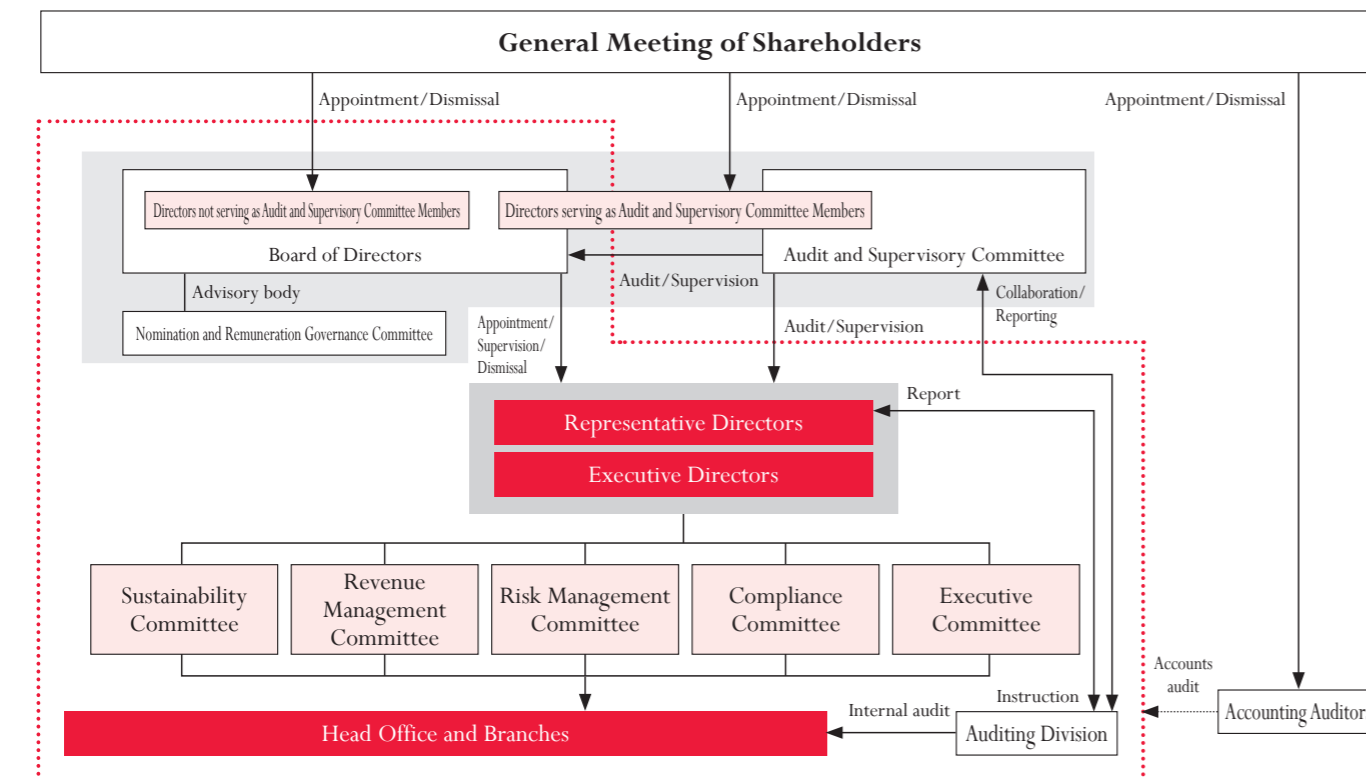 General Meeting of Shareholders
Appointment/Dismissal
Appointment/Dismissal
Appointment/Dismissal
Directors not serving as Audit and Supervisory Committee Members
Directors serving as Audit and Supervisory Committee Members
Board of Directors
Audit and Supervisory Committee
Audit/Supervision
Advisory body
Collaboration/
Reporting
Nomination and Remuneration Governance Committee
Appointment/
Supervision/
Dismissal
Audit/Supervision
Report
Representative Directors
Executive Directors
Sustainability
Committee
Revenue
Management
Committee
Risk Management
Committee
Compliance
Committee
Executive
Committee
Accounts
audit
Instruction
Internal audit
Head Office and Branches
Auditing Division
Accounting Auditor